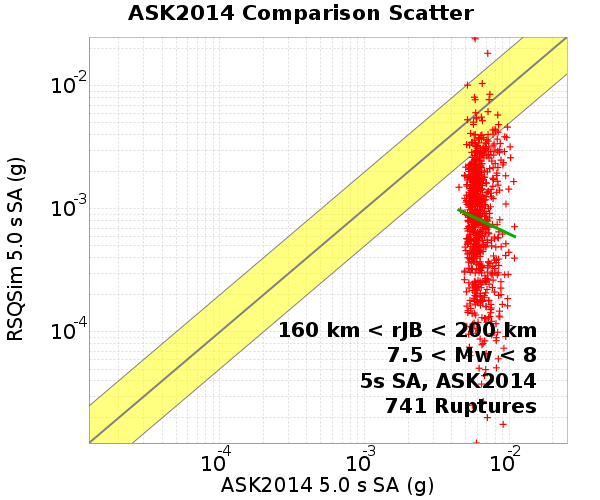 ASK2014 Comparison Scatter
RSQSim 5.0 s SA (g)
10-2
10-3
10-4
160 km < rJB < 200 km
7.5 < Mw < 8
5s SA, ASK2014
741 Ruptures
10-4 10-3 10-2
ASK2014 5.0 s SA (g)